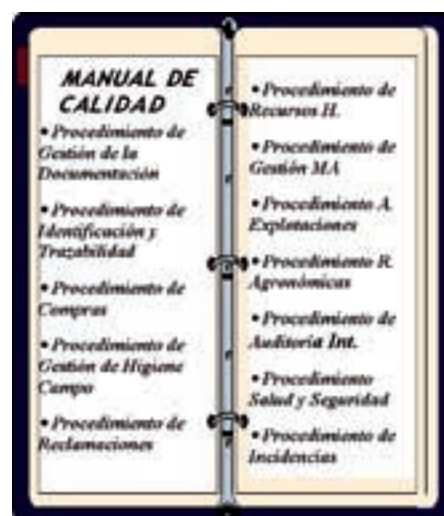 MANUAL DE
CALIDAD
• Procedimiento de
Gestión de la
Documentación
• Procedimiento de
Identificación y
Trazabilidad
• Procedimiento de
Compras
• Procedimiento de
Gestión de Higiene
Campo
• Procedimiento de
Reclamaciones
• Procedimiento de
Recursos H.
• Procedimiento de
Gestión MA
• Procedimiento A.
Explotaciones
• Procedimiento R.
Agronómicas
• Procedimiento de
Auditoría Int.
• Procedimiento
Salud y Seguridad
• Procedimiento de
Incidencias